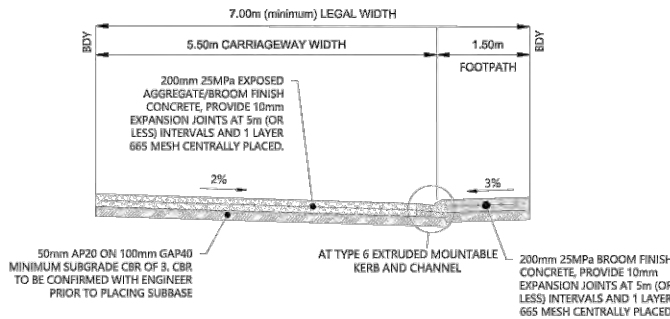 7.00m (minimum) LEGAL WIDTH
BDY
BDY
5.50m CARRIAGEWAY WIDTH
1.50m
FOOTPATH
200mm 25MPa EXPOSED
AGGREGATE/BROOM FINISH
CONCRETE, PROVIDE 10mm
EXPANSION JOINTS AT 5m (OR
LESS) INTERVALS AND 1 LAYER
665 MESH CENTRALLY PLACED.
2%
3%
50mm AP20 ON 100mm GAP40
MINIMUM SUBGRADE CBR OF 3. CBR
TO BE CONFIRMED WITH ENGINEER
PRIOR TO PLACING SUBBASE
AT TYPE 6 EXTRUDED MOUNTABLE
KERB AND CHANNEL
200mm 25MPa BROOM FINISH
CONCRETE, PROVIDE 10mm
EXPANSION JOINTS AT 5m (OR
LESS) INTERVALS AND 1 LAYER
665 MESH CENTRALLY PLACED